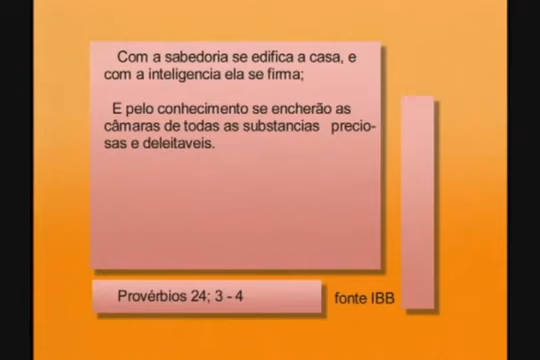 Com a sabedoria se edifica a casa, e
com a inteligencia ela se firma;
E pelo conhecimento se encherão as
câmaras de todas as substancias precio-
sas e deleitaveis.
Provérbios 24; 3 - 4
fonte IBB